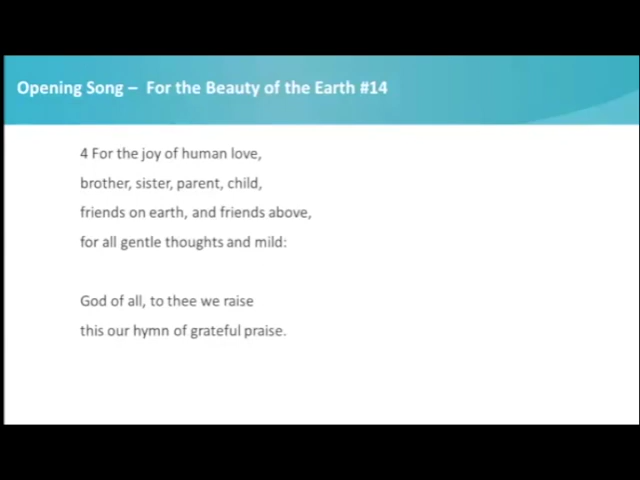 Opening Song – For the Beauty of the Earth #14
4 For the joy of human love,
brother, sister, parent, child,
friends on earth, and friends above,
for all gentle thoughts and mild:
God of all, to thee we raise
this our hymn of grateful praise.